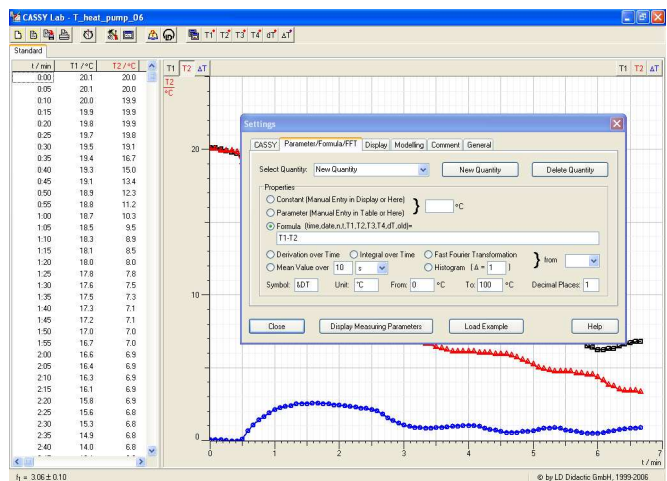 CASSY Lab - T_heat_pump_06
T1 T2 T3 T4 dT ΔT
Standard
t / min T1 / °C T2 / °C
0:00 20.1 20.0
0:05 20.1 20.0
0:10 20.0 19.9
0:15 19.9 19.9
0:20 19.8 19.9
0:25 19.7 19.8
0:30 19.5 19.1
0:35 19.4 16.7
0:40 19.3 15.0
0:45 19.1 13.4
0:50 18.9 12.3
0:55 18.8 11.2
1:00 18.7 10.3
1:05 18.5 9.5
1:10 18.3 8.9
1:15 18.1 8.5
1:20 18.0 8.0
1:25 17.8 7.8
1:30 17.6 7.5
1:35 17.5 7.3
1:40 17.3 7.1
1:45 17.2 7.1
1:50 17.0 7.0
1:55 16.7 7.0
2:00 16.6 6.9
2:05 16.4 6.9
2:10 16.3 6.9
2:15 16.1 6.9
2:20 15.8 6.9
2:25 15.6 6.8
2:30 15.3 6.8
2:35 14.9 6.8
2:40 14.0 6.8
T1 T2 ΔT
T1 T2 ΔT
T2
°C
20
10
0
0 1 2 3 4 5 6 7
t / min
Settings
CASSY Parameter/Formula/FFT Display Modelling Comment General
Select Quantity: New Quantity New Quantity Delete Quantity
Properties
Constant (Manual Entry in Display or Here)
Parameter (Manual Entry in Table or Here) } °C
Formula (time,date,n,t,T1,T2,T3,T4,dT,old)=
T1-T2
Derivation over Time Integral over Time Fast Fourier Transformation
Mean Value over 10 s Histogram (Δ = 1 ) } from
Symbol: &DT Unit: °C From: 0 °C To: 100 °C Decimal Places: 1
Close Display Measuring Parameters Load Example Help
f₁ = 3.06 ± 0.10
© by LD Didactic GmbH, 1999-2006